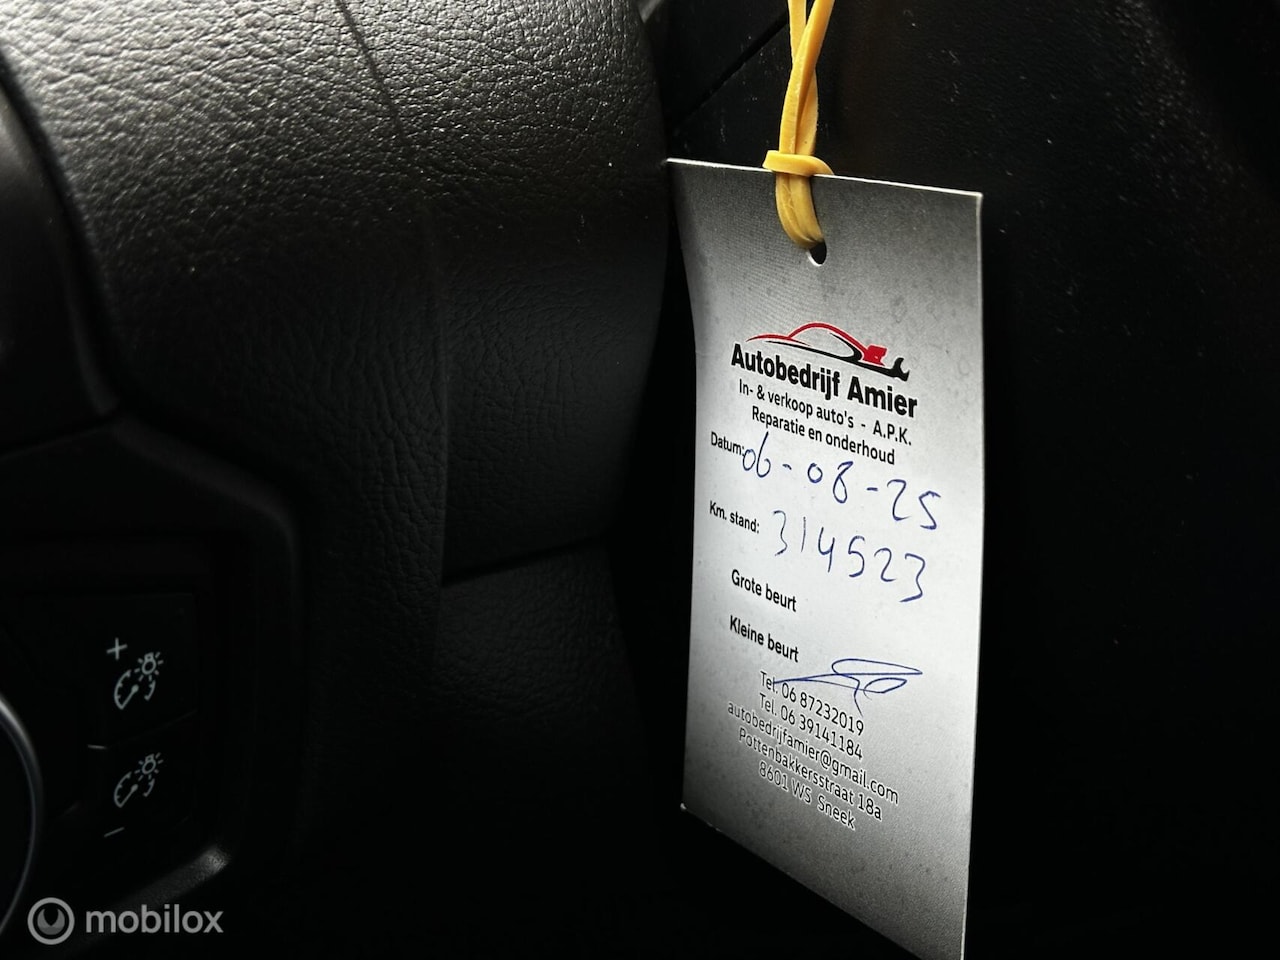 Autobedrijf Amier
In- & verkoop auto's - A.P.K.
Reparatie en onderhoud
Datum: 06-08-25
Km. stand: 314523
Grote beurt
Kleine beurt
Tel. 06 87232019
Tel. 06 39141184
autobedrijfamier@gmail.com
Pottenbakkersstraat 18a
8601 WS Sneek
+
-
mobilox